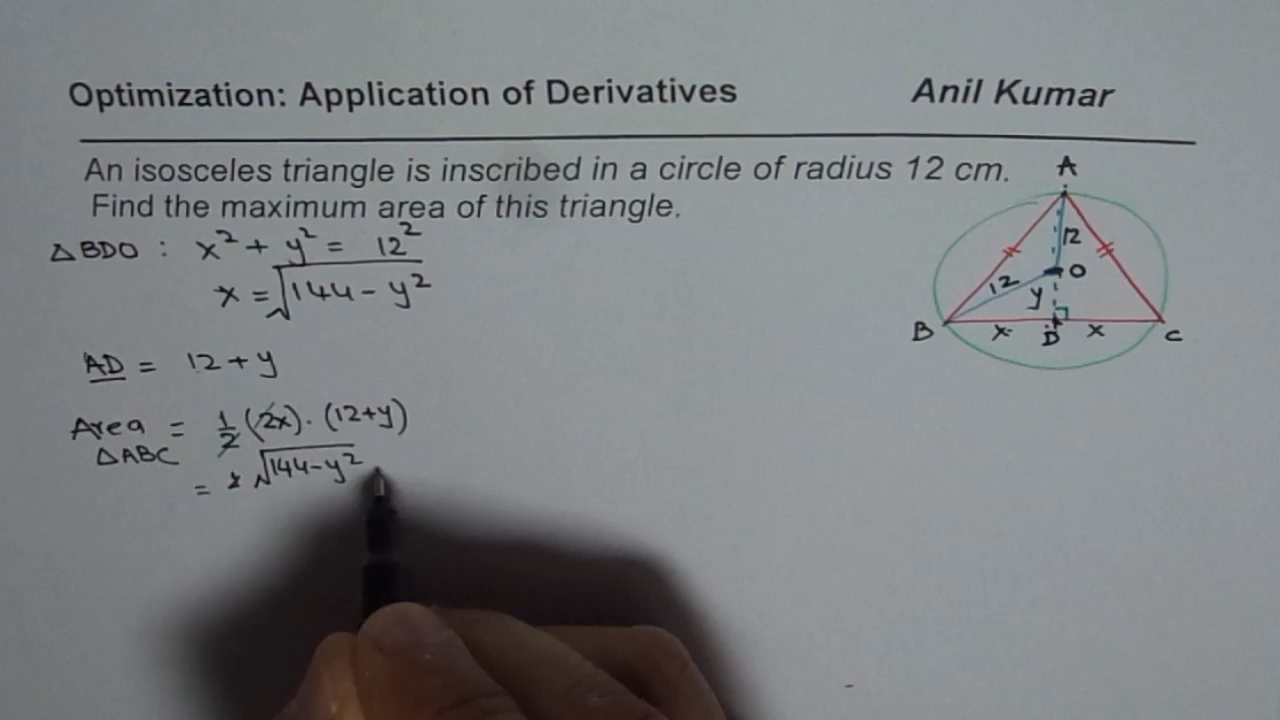 Optimization: Application of Derivatives Anil Kumar
An isosceles triangle is inscribed in a circle of radius 12 cm.
Find the maximum area of this triangle.
△BDO : x² + y² = 12²
x = √144 - y²
AD = 12 + y
Area = 1/2 (2x) · (12+y)
△ABC
= √144-y²
A
12
O
12
y
B x D x C